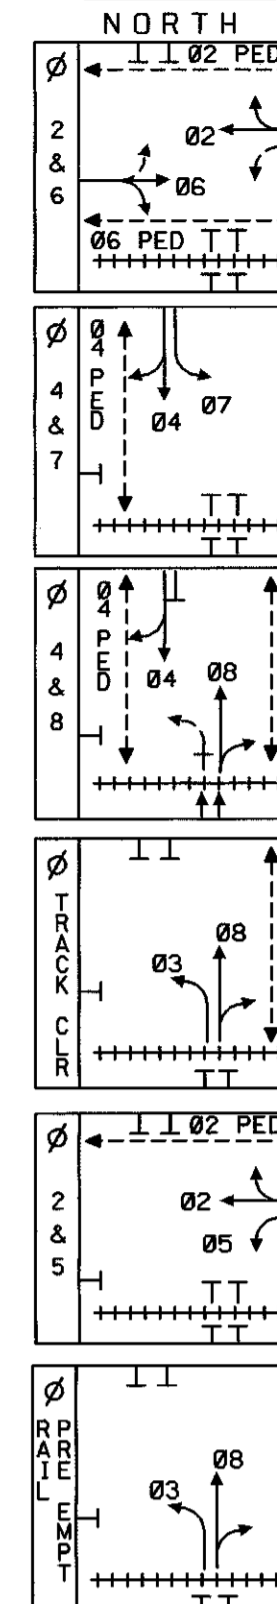 NORTH
Ø 2 & 6
02 PED
02
06
06 PED
Ø 4 & 7
04 PED
04
07
Ø 4 & 8
04 PED
04
08
Ø TRACK CLR
08
03
Ø 2 & 5
02 PED
02
05
Ø RAIL PRE EMPT
08
03